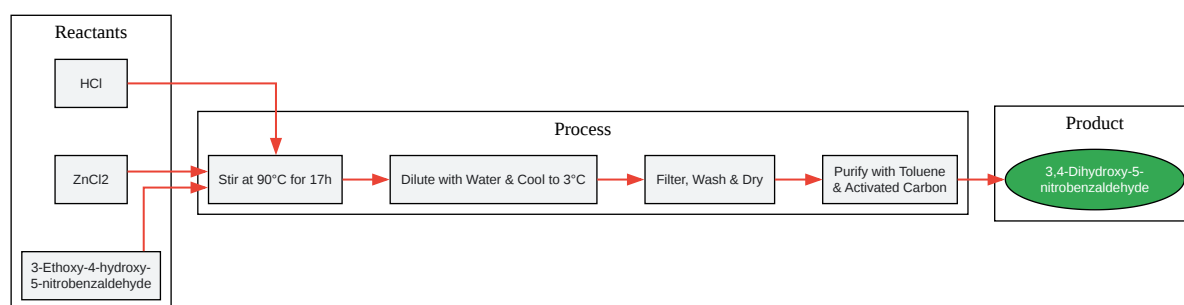 Reactants
HCl
ZnCl2
3-Ethoxy-4-hydroxy-
5-nitrobenzaldehyde
Process
Stir at 90°C for 17h
Dilute with Water & Cool to 3°C
Filter, Wash & Dry
Purify with Toluene
& Activated Carbon
Product
3,4-Dihydroxy-5-
nitrobenzaldehyde